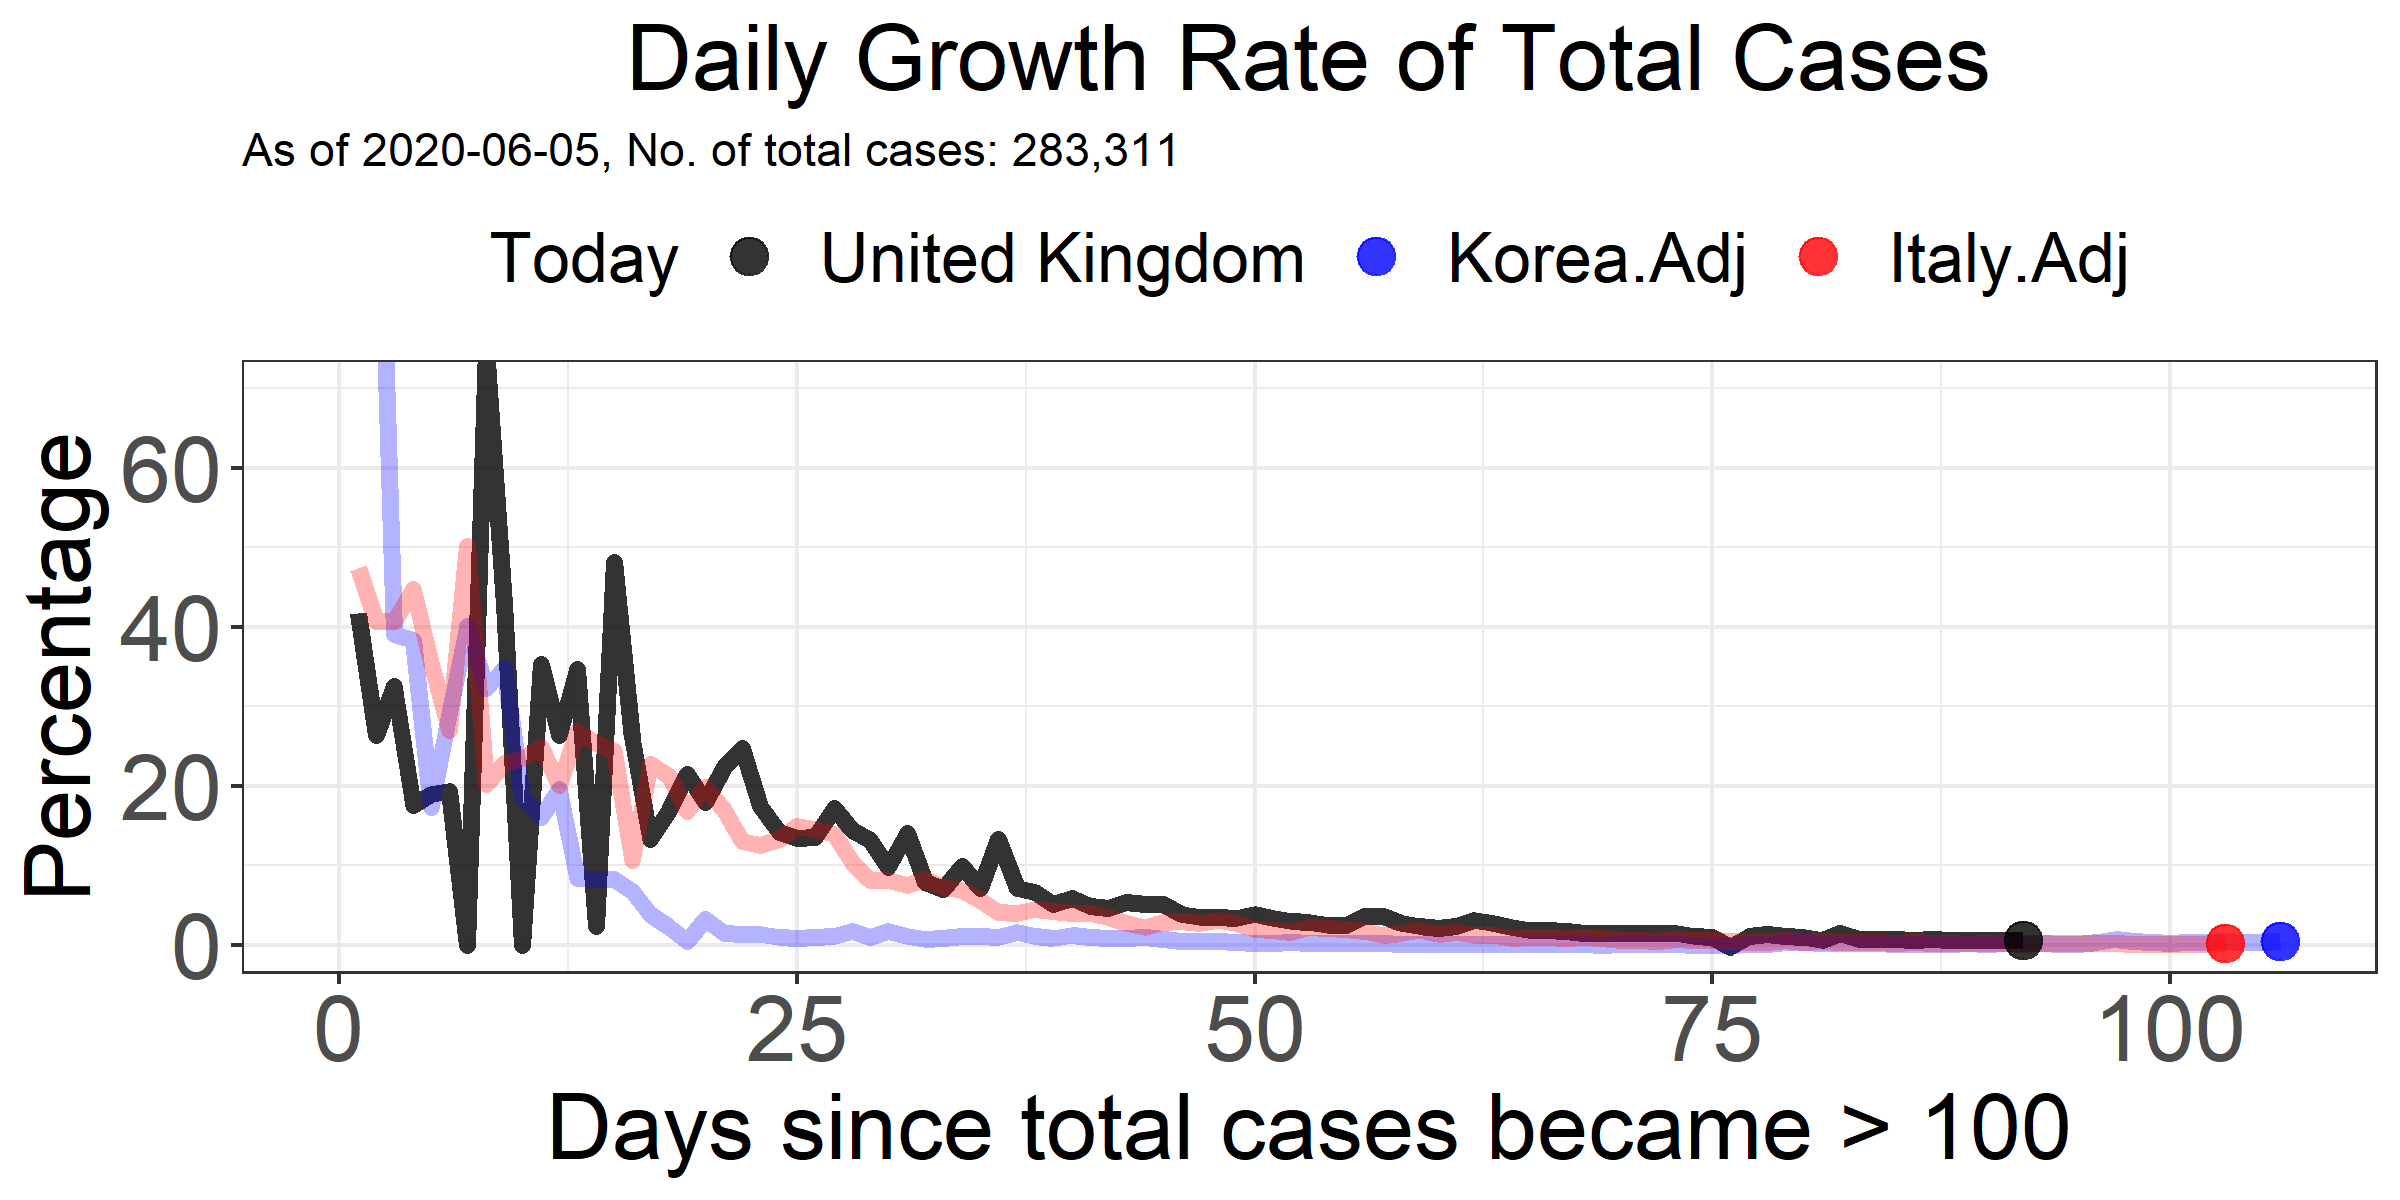 Daily Growth Rate of Total Cases
As of 2020-06-05, No. of total cases: 283,311
Today United Kingdom Korea.Adj Italy.Adj
Percentage
60
40
20
0
0 25 50 75 100
Days since total cases became > 100